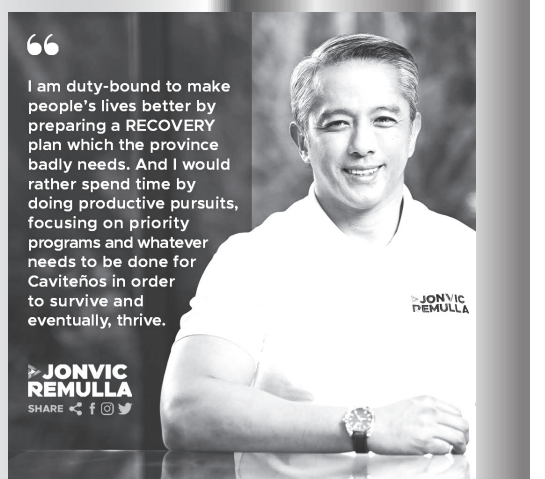 “
I am duty-bound to make
people’s lives better by
preparing a RECOVERY
plan which the province
badly needs. And I would
rather spend time by
doing productive pursuits,
focusing on priority
programs and whatever
needs to be done for
Caviteños in order
to survive and
eventually, thrive.
JONVIC
REMULLA
SHARE
JONVIC
REMULLA